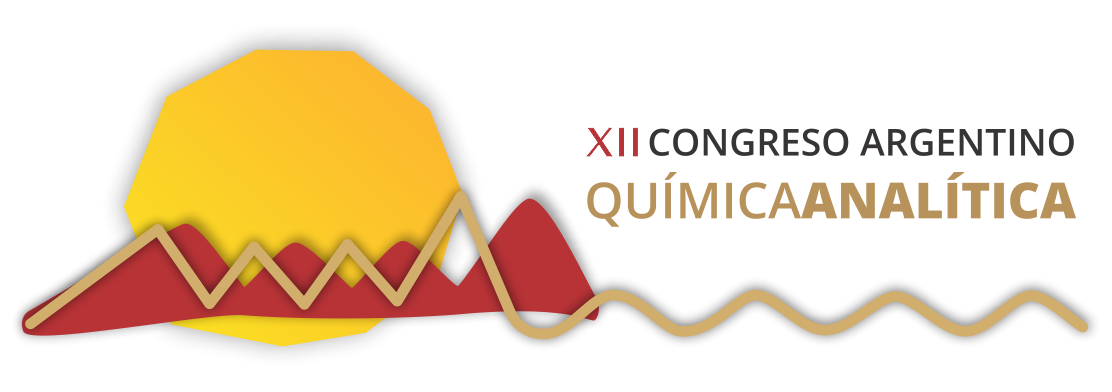 XII CONGRESO ARGENTINO
QUÍMICAANALÍTICA